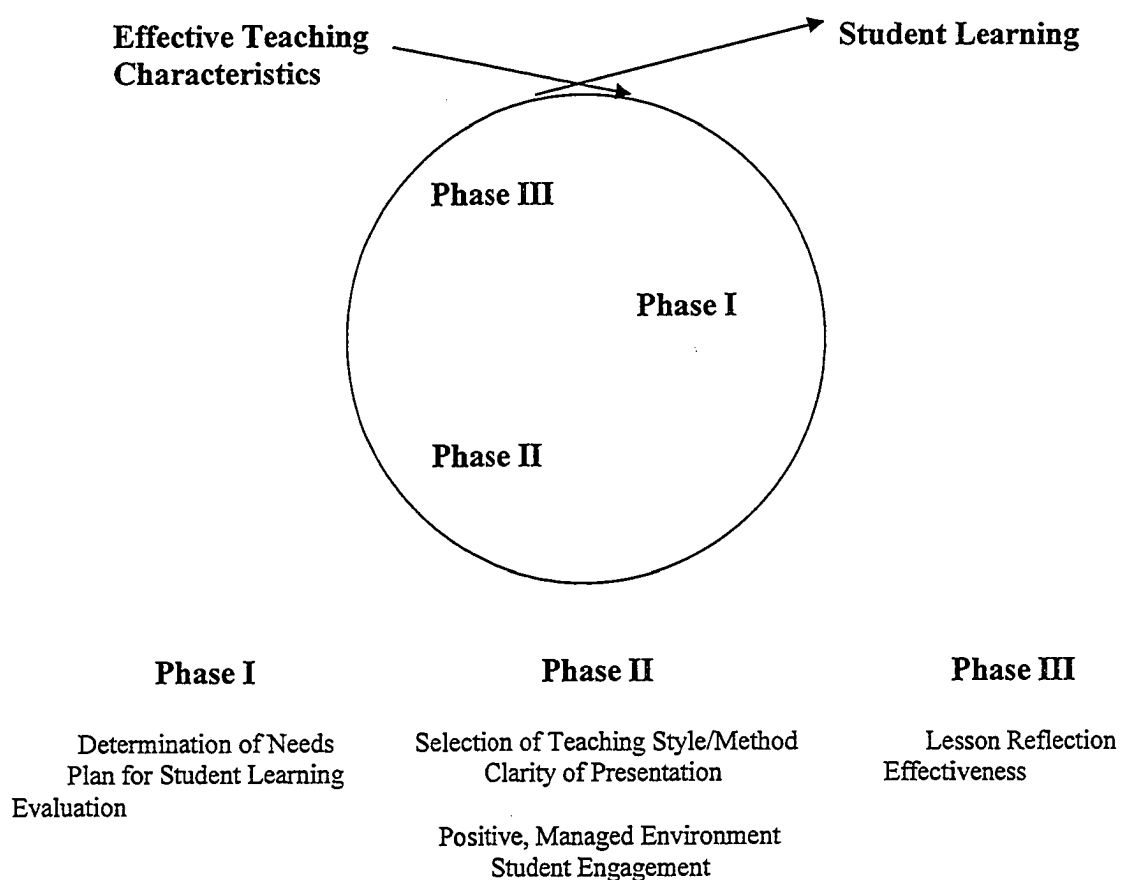 Effective Teaching
Characteristics
Student Learning
Phase III
Phase I
Phase II
Phase I
Determination of Needs
Plan for Student Learning
Evaluation
Phase II
Selection of Teaching Style/Method
Clarity of Presentation
Positive, Managed Environment
Student Engagement
Phase III
Lesson Reflection
Effectiveness